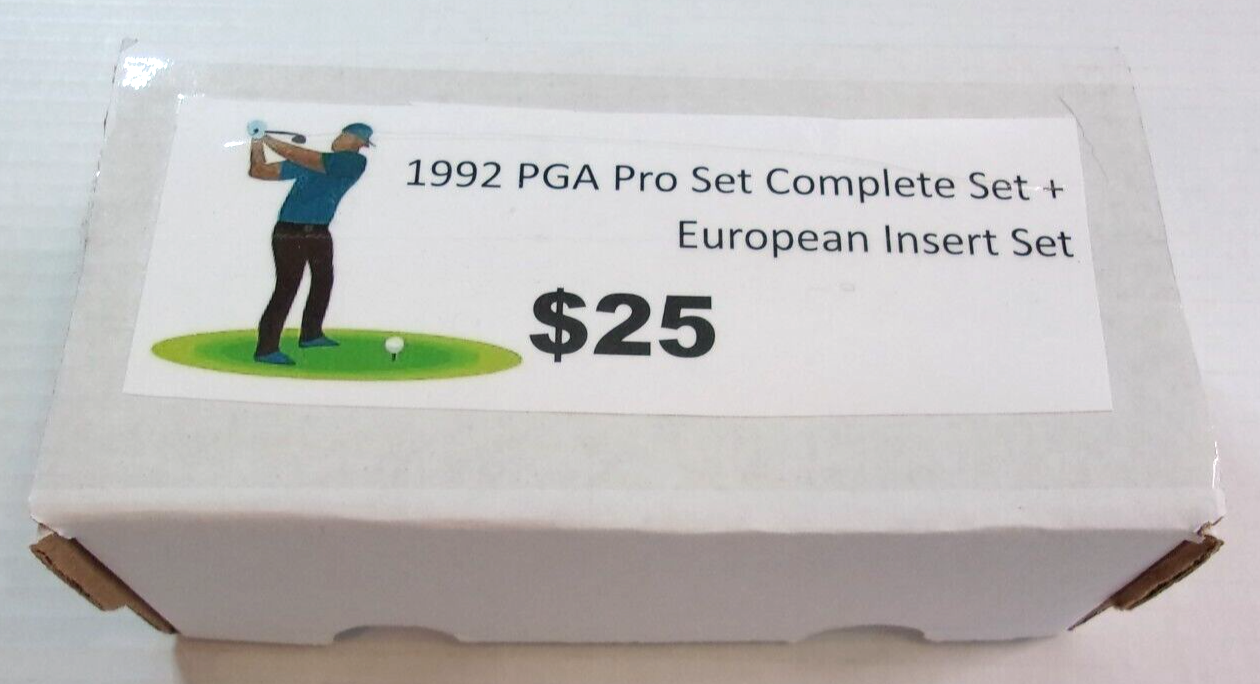 1992 PGA Pro Set Complete Set +
European Insert Set
$25